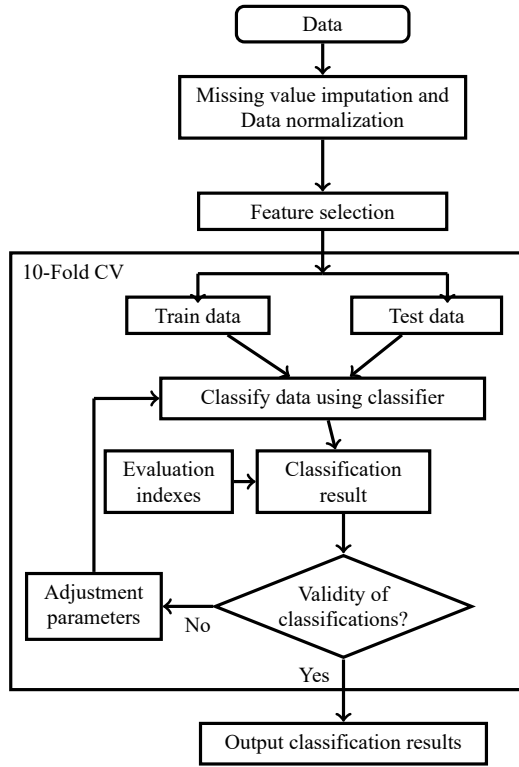 Data
Missing value imputation and
Data normalization
Feature selection
10-Fold CV
Train data
Test data
Classify data using classifier
Evaluation
indexes
Classification
result
Adjustment
parameters
No
Validity of
classifications?
Yes
Output classification results